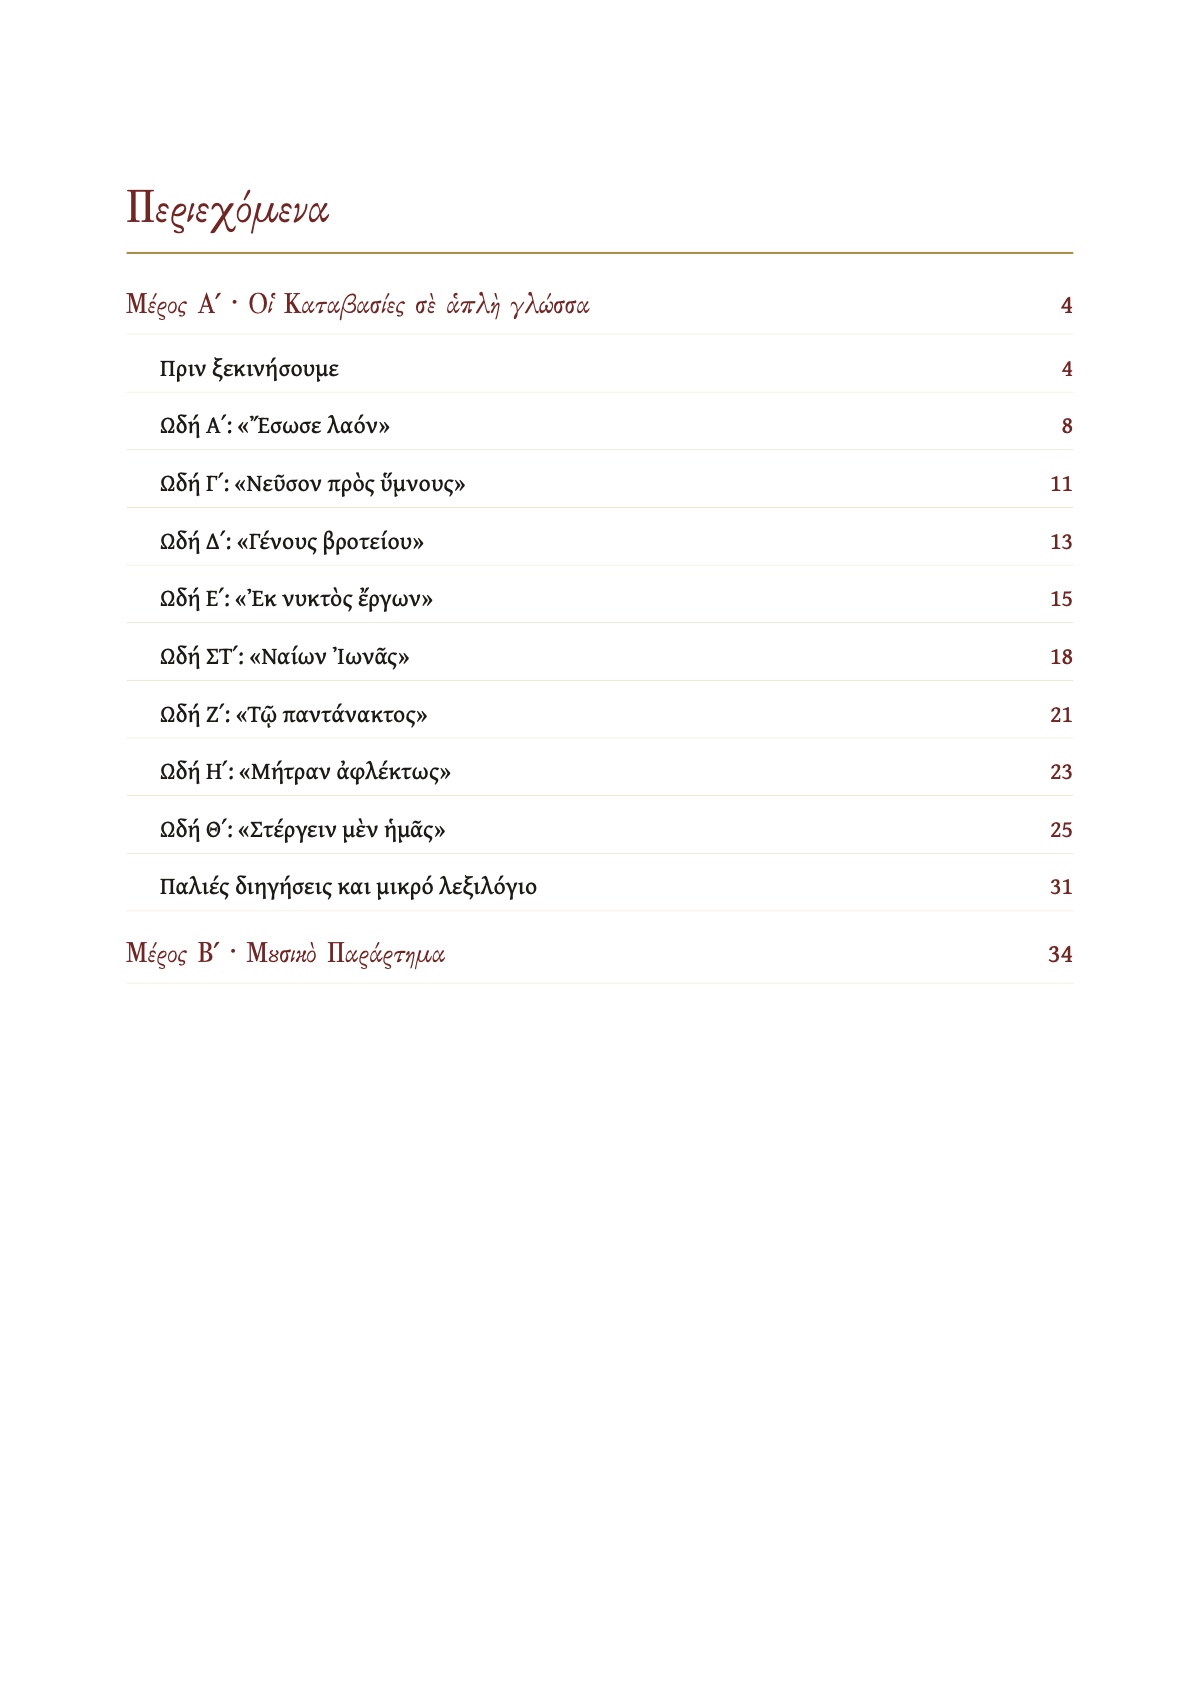 Περιεχόμενα
Μέρος Α΄ · Οἱ Καταβασίες σὲ ἁπλὴ γλώσσα 4
Πριν ξεκινήσουμε 4
Ωδή Α΄: «Ἔσωσε λαόν» 8
Ωδή Γ΄: «Νεῦσον πρὸς ὕμνους» 11
Ωδή Δ΄: «Γένους βροτείου» 13
Ωδή Ε΄: «Ἐκ νυκτὸς ἔργων» 15
Ωδή ΣΤ΄: «Ναίων Ἰωνᾶς» 18
Ωδή Ζ΄: «Τῷ παντάνακτος» 21
Ωδή Η΄: «Μήτραν ἀφλέκτως» 23
Ωδή Θ΄: «Στέργειν μὲν ἡμᾶς» 25
Παλιές διηγήσεις και μικρό λεξιλόγιο 31
Μέρος Β΄ · Μȣσικὸ Παράρτημα 34